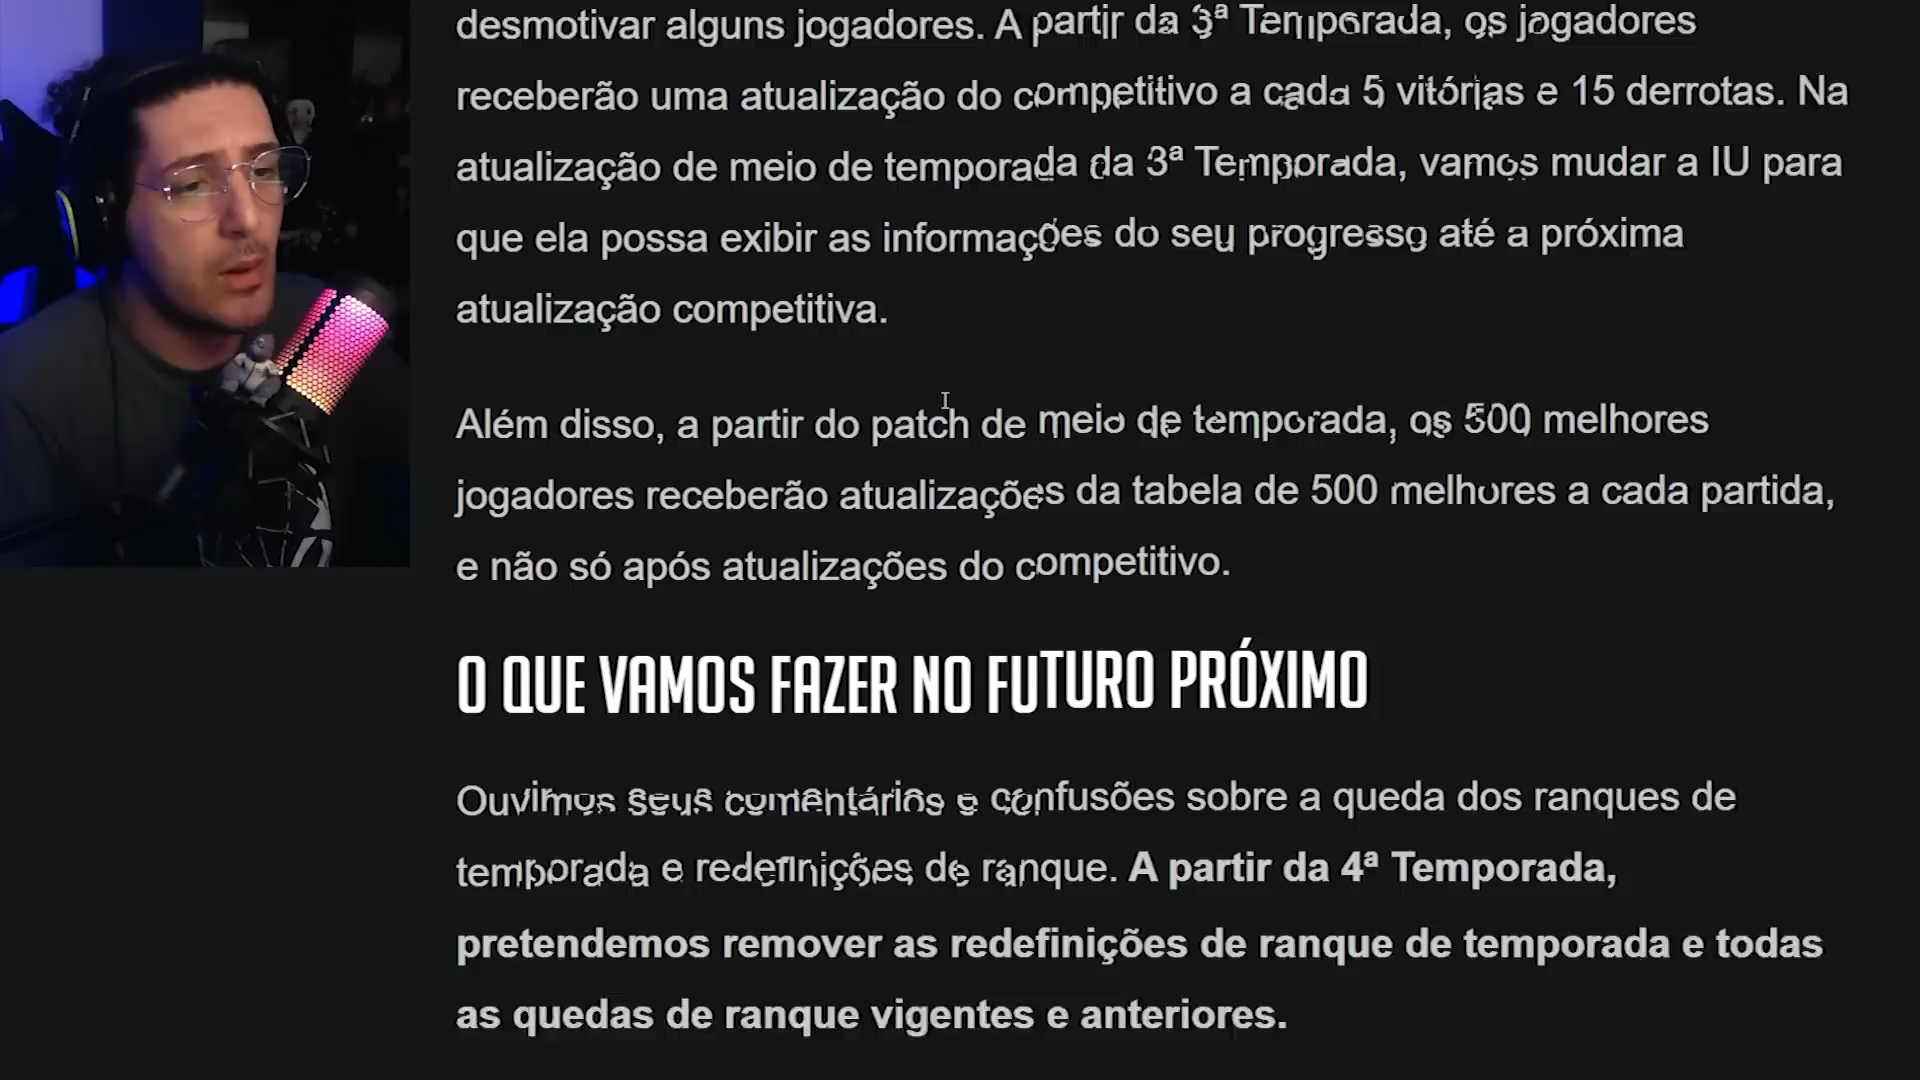 desmotivar alguns jogadores. A partir da 3ª Temporada, os jogadores
receberão uma atualização do competitivo a cada 5 vitórias e 15 derrotas. Na
atualização de meio de temporada da 3ª Temporada, vamos mudar a IU para
que ela possa exibir as informações do seu progresso até a próxima
atualização competitiva.
Além disso, a partir do patch de meio de temporada, os 500 melhores
jogadores receberão atualizações da tabela de 500 melhores a cada partida,
e não só após atualizações do competitivo.
O QUE VAMOS FAZER NO FUTURO PRÓXIMO
Ouvimos seus comentários e confusões sobre a queda dos ranques de
temporada e redefinições de ranque. A partir da 4ª Temporada,
pretendemos remover as redefinições de ranque de temporada e todas
as quedas de ranque vigentes e anteriores.